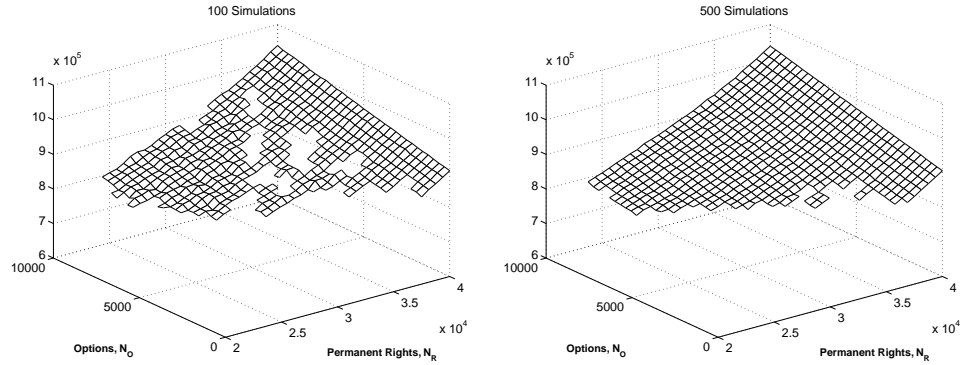 100 Simulations
x 10^5
11
10
9
8
7
6
10000
5000
0
2
2.5
3
3.5
4
x 10^4
Options, N_O
Permanent Rights, N_R
500 Simulations
x 10^5
11
10
9
8
7
6
10000
5000
0
2
2.5
3
3.5
4
x 10^4
Options, N_O
Permanent Rights, N_R